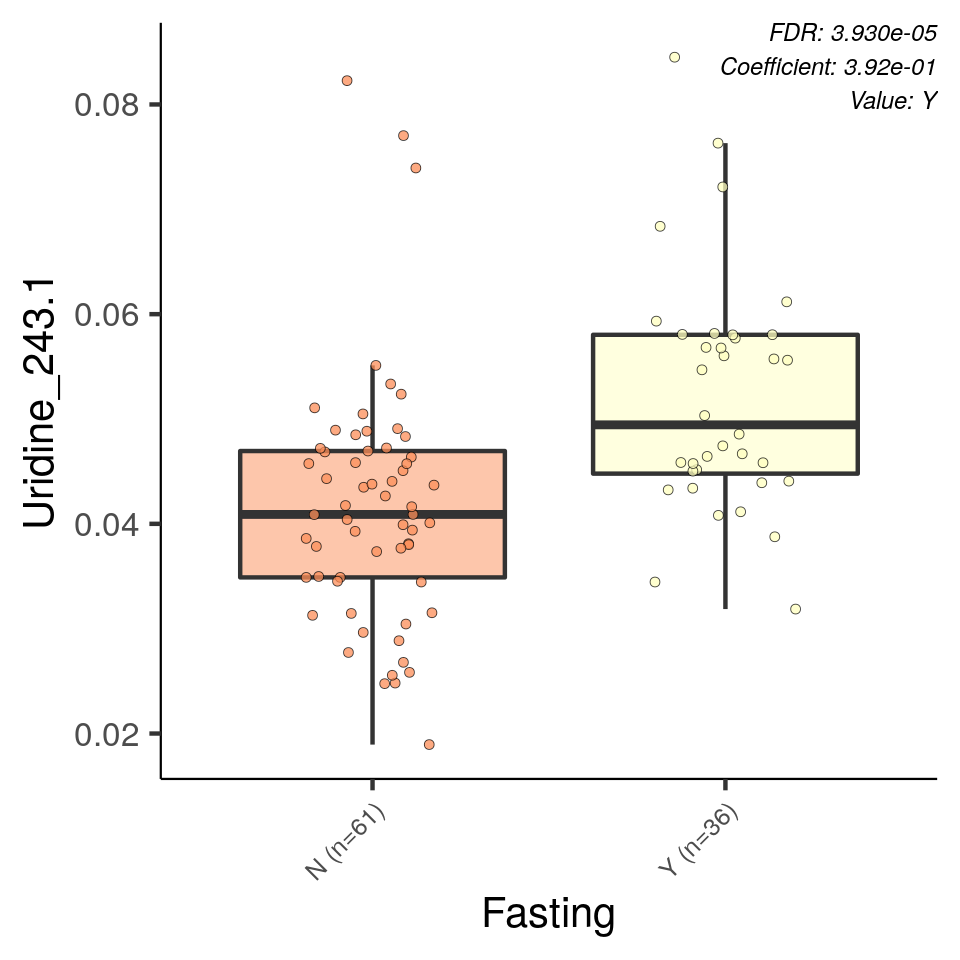 FDR: 3.930e-05
Coefficient: 3.92e-01
Value: Y
0.08
0.06
0.04
0.02
Uridine_243.1
N (n=61)
Y (n=36)
Fasting